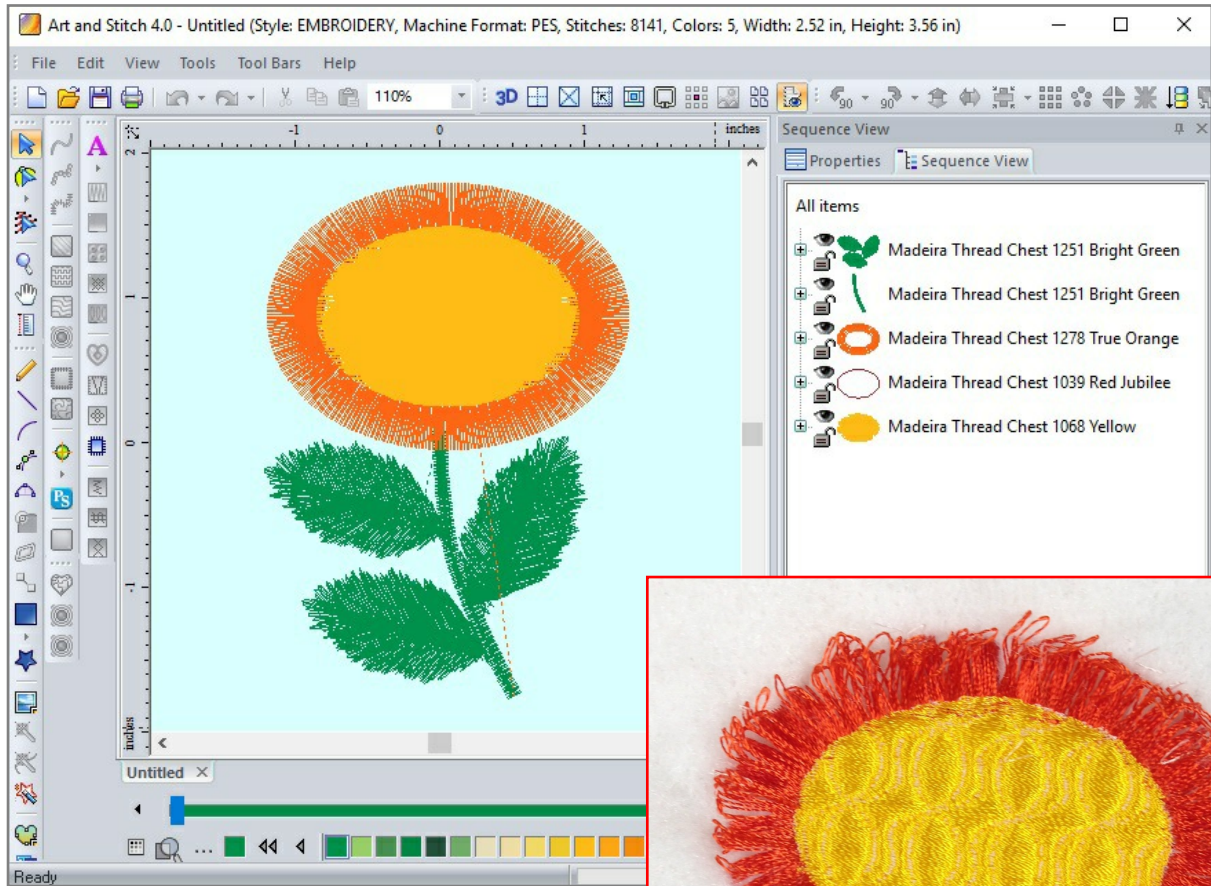 Art and Stitch 4.0 - Untitled (Style: EMBROIDERY, Machine Format: PES, Stitches: 8141, Colors: 5, Width: 2.52 in, Height: 3.56 in)
File Edit View Tools Tool Bars Help
110% 3D 90 90
-1 0 1 inches
Sequence View
Properties Sequence View
A
2
1
0
-1
inches
PS
All items
Madeira Thread Chest 1251 Bright Green
Madeira Thread Chest 1251 Bright Green
Madeira Thread Chest 1278 True Orange
Madeira Thread Chest 1039 Red Jubilee
Madeira Thread Chest 1068 Yellow
Untitled
...
Ready